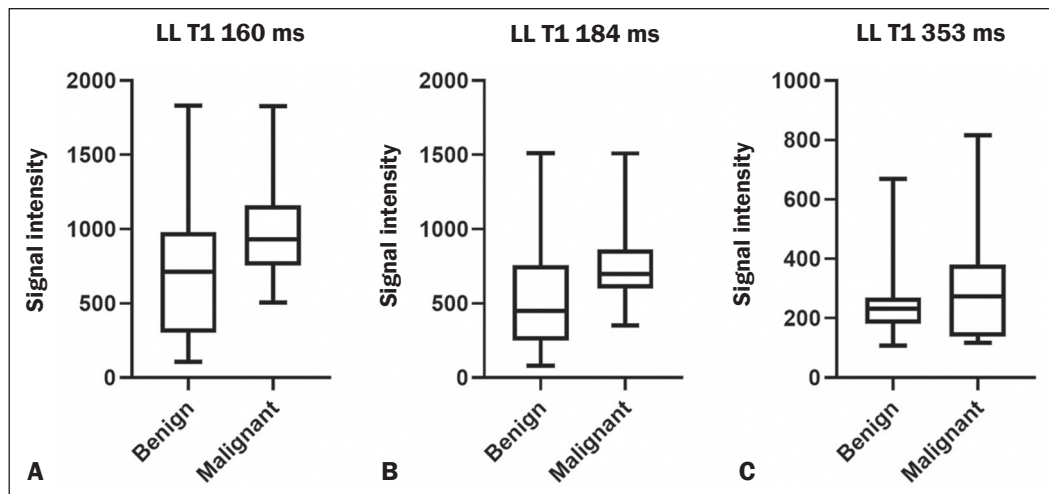 LL T1 160 ms
Signal intensity
2000
1500
1000
500
0
Benign
Malignant
A
LL T1 184 ms
Signal intensity
2000
1500
1000
500
0
Benign
Malignant
B
LL T1 353 ms
Signal intensity
1000
800
600
400
200
0
Benign
Malignant
C